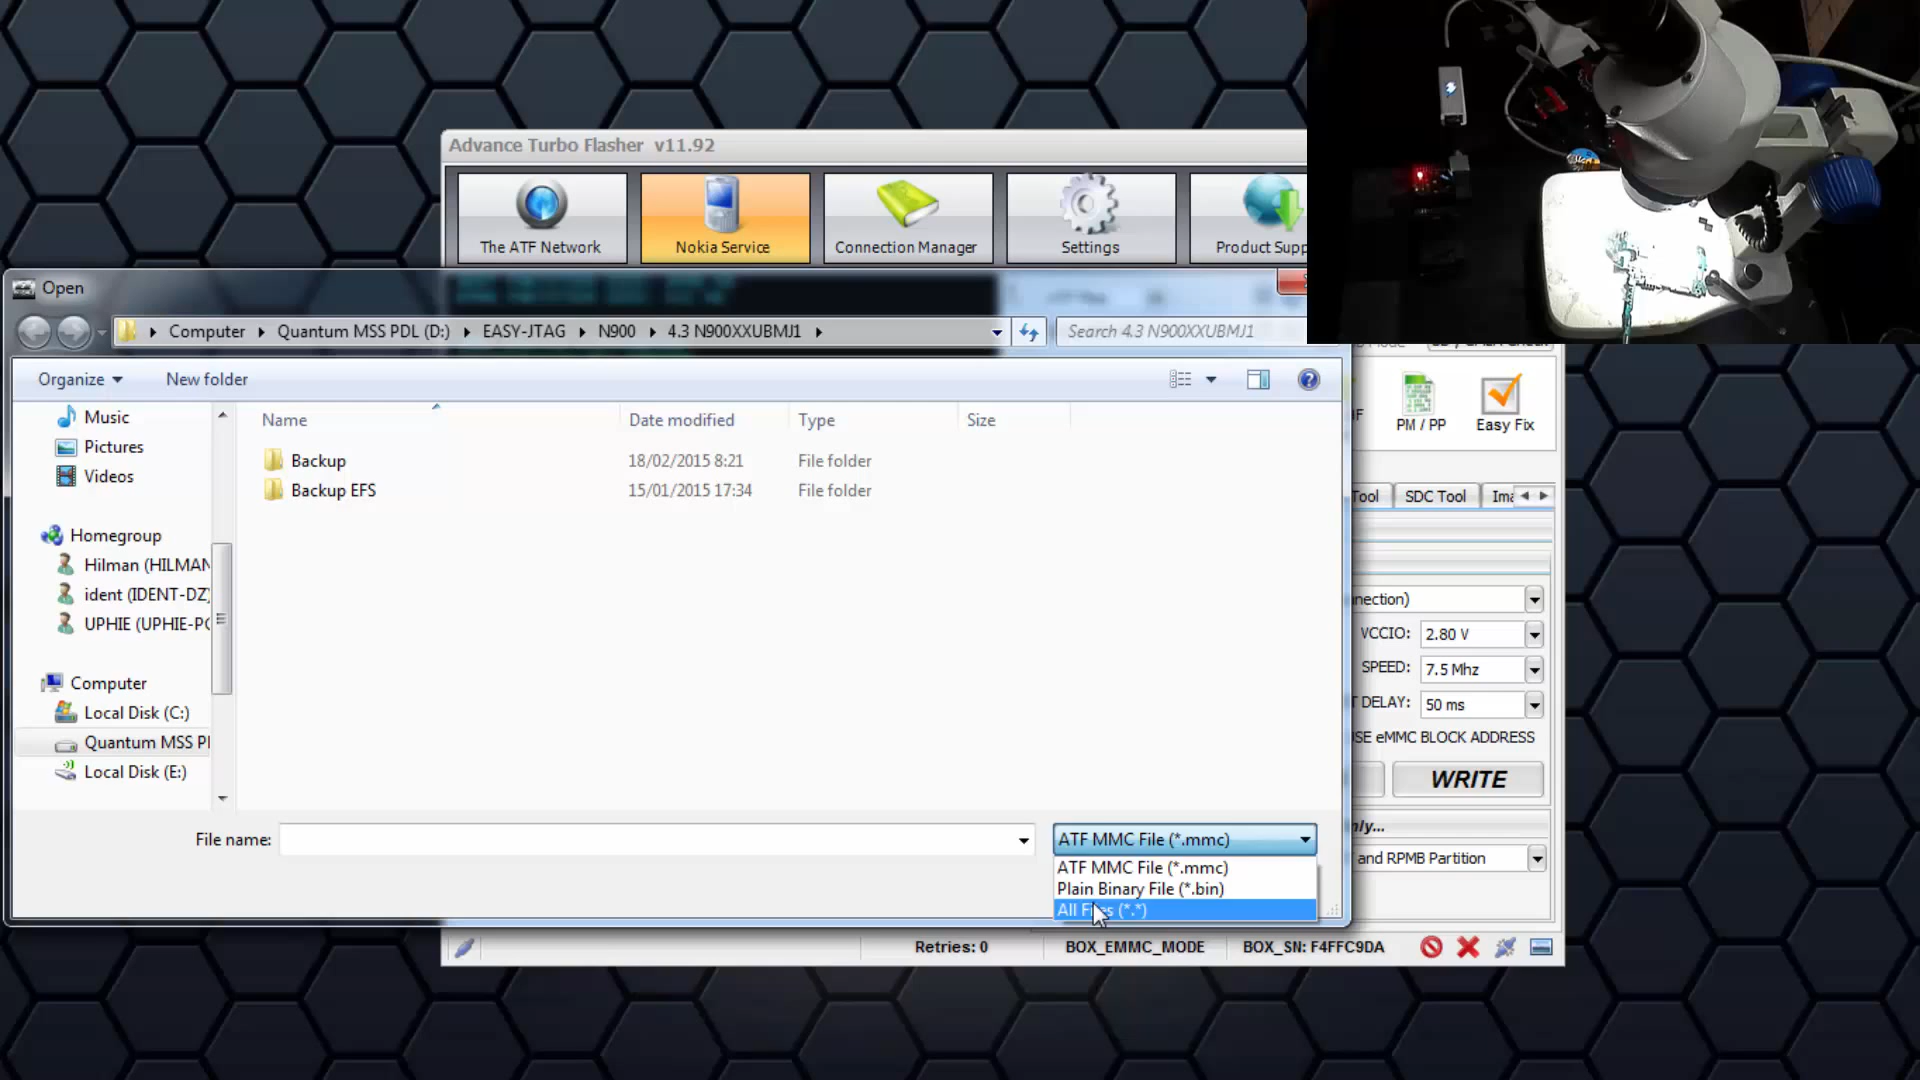 Advance Turbo Flasher v11.92
The ATF Network
Nokia Service
Connection Manager
Settings
Product Supp
Open
Computer
Quantum MSS PDL (D:)
EASY-JTAG
N900
4.3 N900XXUBMJ1
Search 4.3 N900XXUBMJ1
Organize
New folder
PM / PP
Easy Fix
Name
Date modified
Type
Size
Music
Pictures
Videos
Backup
18/02/2015 8:21
File folder
Backup EFS
15/01/2015 17:34
File folder
Tool
SDC Tool
Ima
Homegroup
Hilman (HILMAN
ident (IDENT-DZ)
UPHIE (UPHIE-PC
nnection)
VCCIO:
2.80 V
SPEED:
7.5 Mhz
T DELAY:
50 ms
SE eMMC BLOCK ADDRESS
WRITE
Computer
Local Disk (C:)
Quantum MSS PI
Local Disk (E:)
nly...
and RPMB Partition
File name:
ATF MMC File (*.mmc)
ATF MMC File (*.mmc)
Plain Binary File (*.bin)
All Files (*.*)
Retries: 0
BOX_EMMC_MODE
BOX_SN: F4FFC9DA